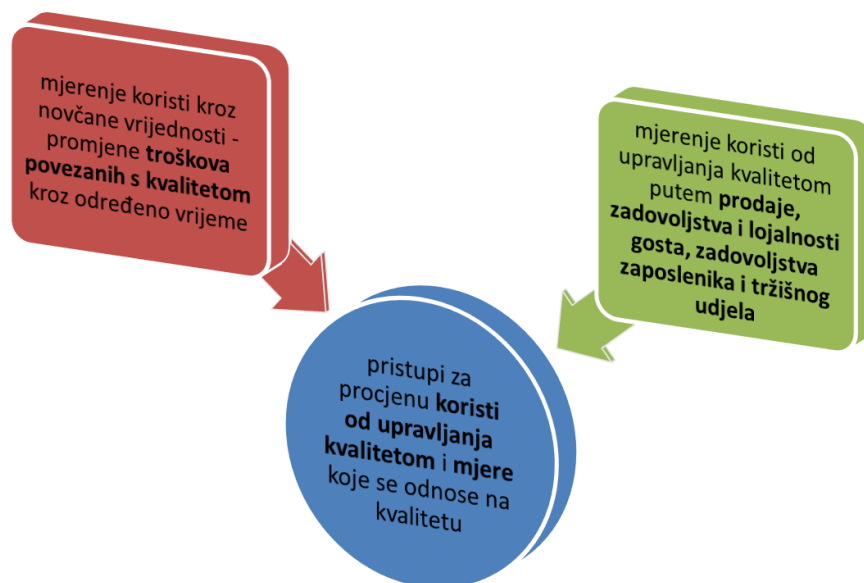 mjerenje koristi kroz
novčane vrijednosti -
promjene troškova
povezanih s kvalitetom
kroz određeno vrijeme
mjerenje koristi od
upravljanja kvalitetom
putem prodaje,
zadovoljstva i lojalnosti
gosta, zadovoljstva
zaposlenika i tržišnog
udjela
pristupi za
procjenu koristi
od upravljanja
kvalitetom i mjere
koje se odnose na
kvalitetu